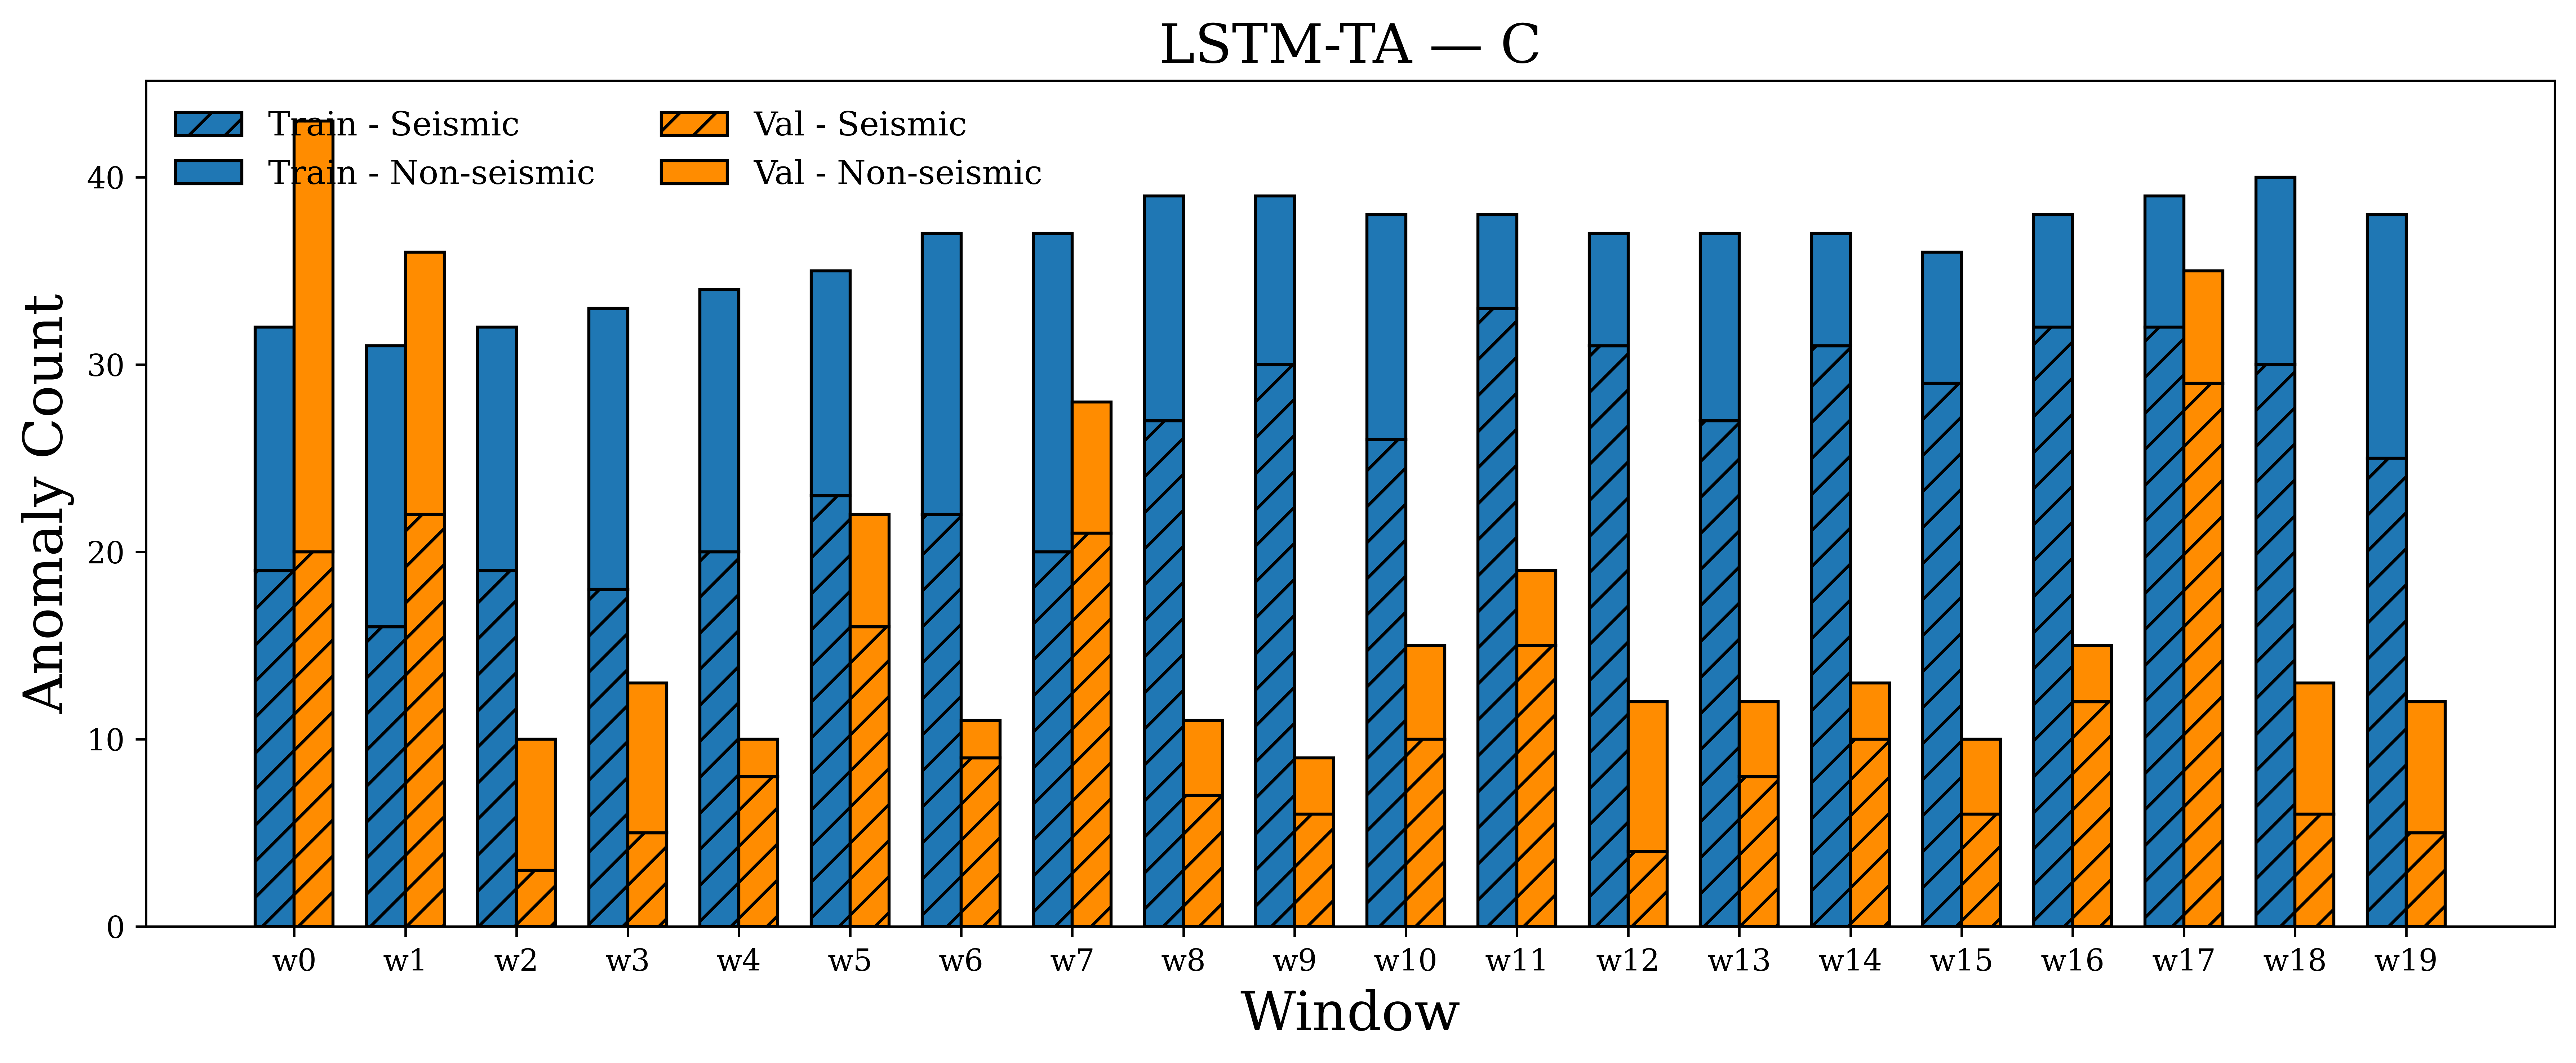 LSTM-TA — C
Train - Seismic
Train - Non-seismic
Val - Seismic
Val - Non-seismic
Anomaly Count
40
30
20
10
0
w0 w1 w2 w3 w4 w5 w6 w7 w8 w9 w10 w11 w12 w13 w14 w15 w16 w17 w18 w19
Window